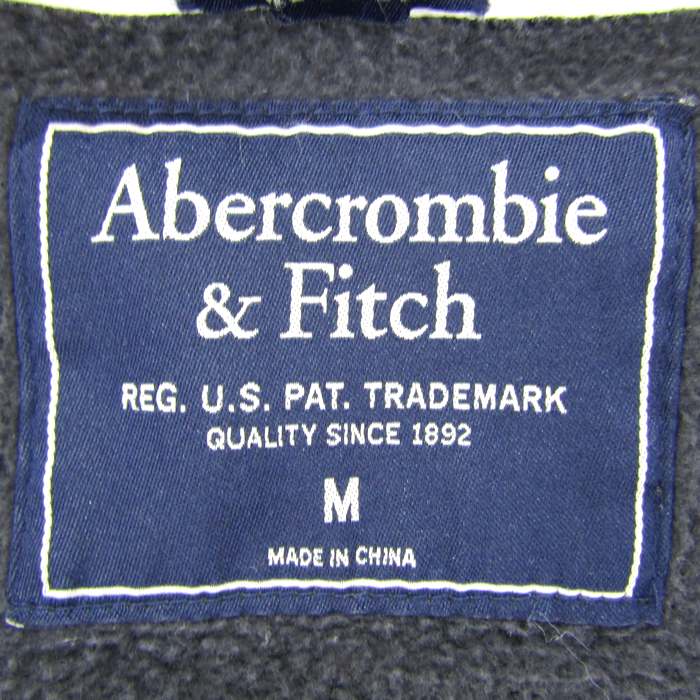 Abercrombie
& Fitch
REG. U.S. PAT. TRADEMARK
QUALITY SINCE 1892
M
MADE IN CHINA